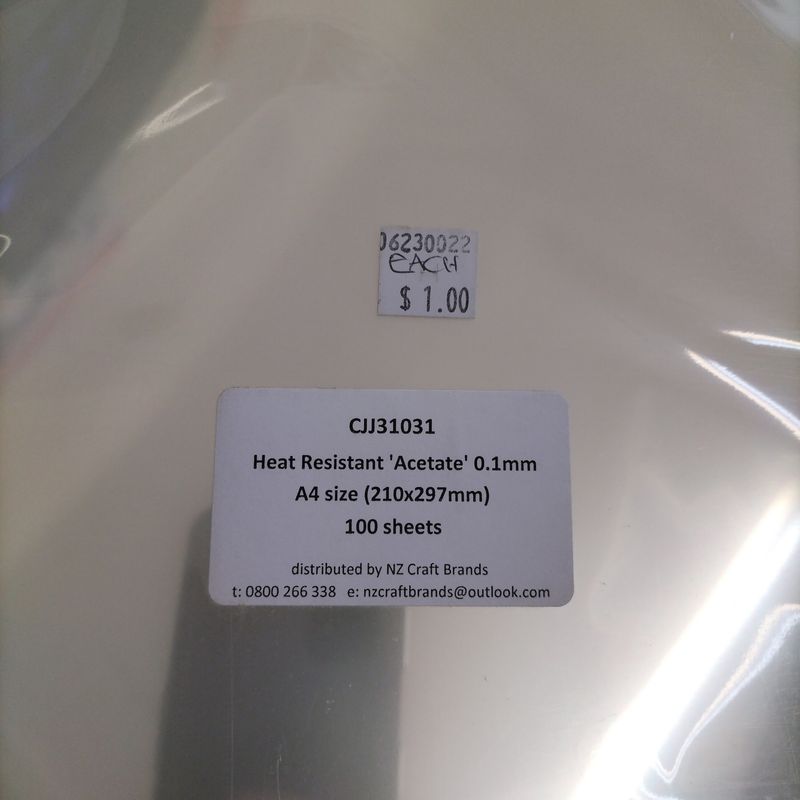 06230022
EACH
$ 1.00
CJJ31031
Heat Resistant 'Acetate' 0.1mm
A4 size (210x297mm)
100 sheets
distributed by NZ Craft Brands
t: 0800 266 338 e: nzcraftbrands@outlook.com